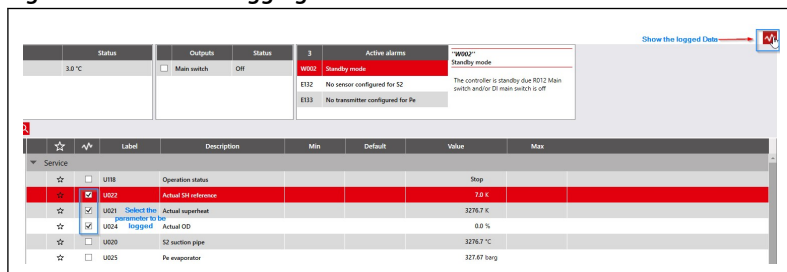 Show the logged Data
Status
3.0 °C
Outputs Status
Main switch Off
3 Active alarms
W002 Standby mode
E132 No sensor configured for S2
E133 No transmitter configured for Pe
"W002"
Standby mode
The controller is standby due R012 Main
switch and/or DI main switch is off
Label Description Min Default Value Max
Service
U118 Operation status Stop
U022 Actual SH reference 7.0 K
U021 Actual superheat 3276.7 K
U024 Actual OD 0.0 %
Select the
parameter to be
logged
U020 S2 suction pipe 3276.7 °C
U025 Pe evaporator 327.67 barg